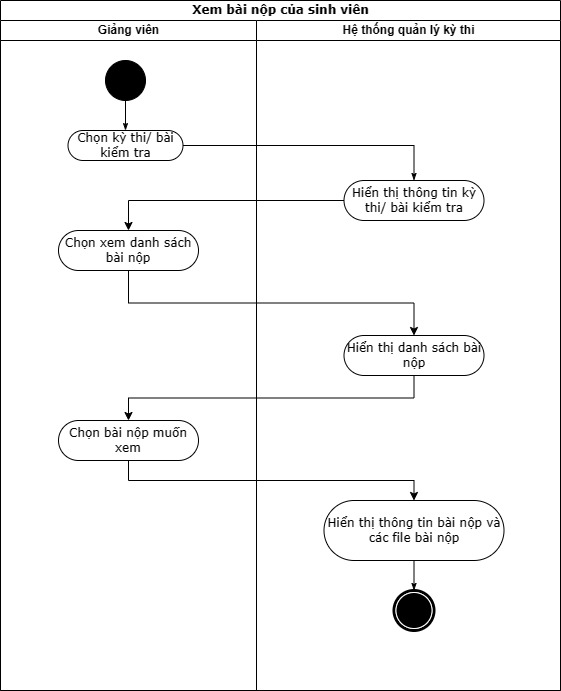 Xem bài nộp của sinh viên
Giảng viên
Hệ thống quản lý kỳ thi
Chọn kỳ thi/ bài
kiểm tra
Hiển thị thông tin kỳ
thi/ bài kiểm tra
Chọn xem danh sách
bài nộp
Hiển thị danh sách bài
nộp
Chọn bài nộp muốn
xem
Hiển thị thông tin bài nộp và
các file bài nộp